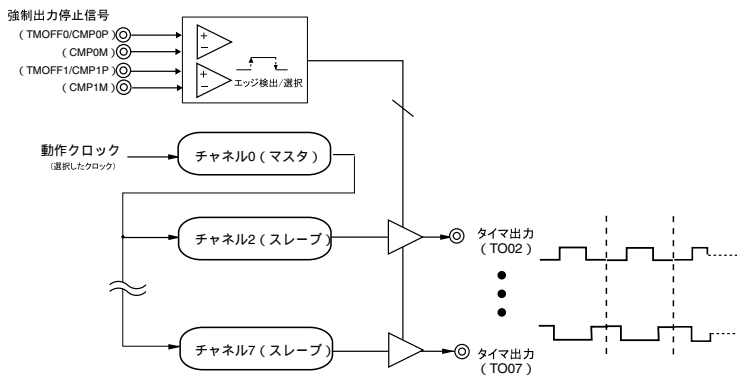 強制出力停止信号
（TMOFF0/CMP0P）
（CMP0M）
（TMOFF1/CMP1P）
（CMP1M）
+
−
+
−
エッジ検出/選択
動作クロック
（選択したクロック）
チャネル0（マスタ）
チャネル2（スレーブ）
タイマ出力
（TO02）
チャネル7（スレーブ）
タイマ出力
（TO07）